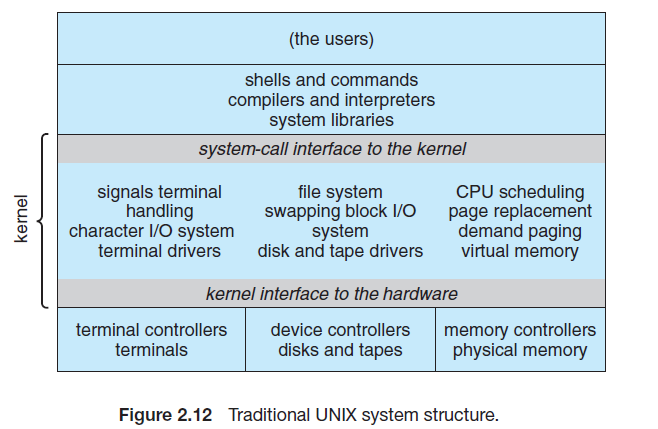 (the users)
shells and commands
compilers and interpreters
system libraries
system-call interface to the kernel
kernel
signals terminal
handling
character I/O system
terminal drivers
file system
swapping block I/O
system
disk and tape drivers
CPU scheduling
page replacement
demand paging
virtual memory
kernel interface to the hardware
terminal controllers
terminals
device controllers
disks and tapes
memory controllers
physical memory
Figure 2.12 Traditional UNIX system structure.